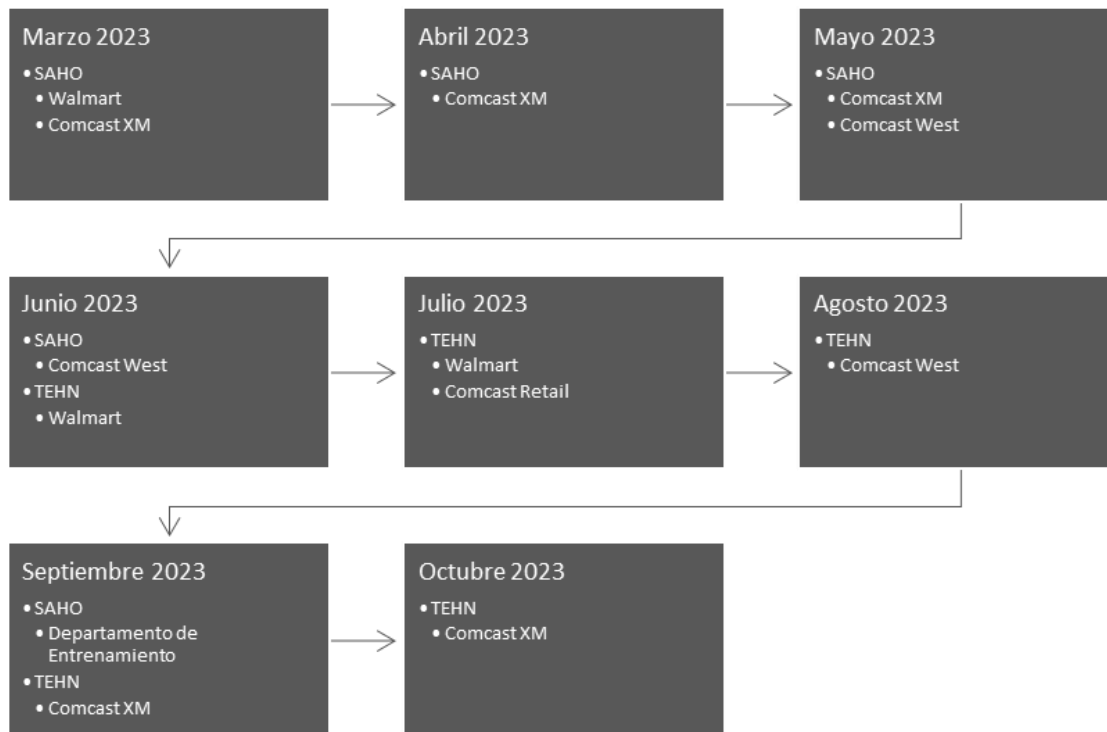 Marzo 2023
• SAHO
• Walmart
• Comcast XM
Abril 2023
• SAHO
• Comcast XM
Mayo 2023
• SAHO
• Comcast XM
• Comcast West
Junio 2023
• SAHO
• Comcast West
• TEHN
• Walmart
Julio 2023
• TEHN
• Walmart
• Comcast Retail
Agosto 2023
• TEHN
• Comcast West
Septiembre 2023
• SAHO
• Departamento de
Entrenamiento
• TEHN
• Comcast XM
Octubre 2023
• TEHN
• Comcast XM